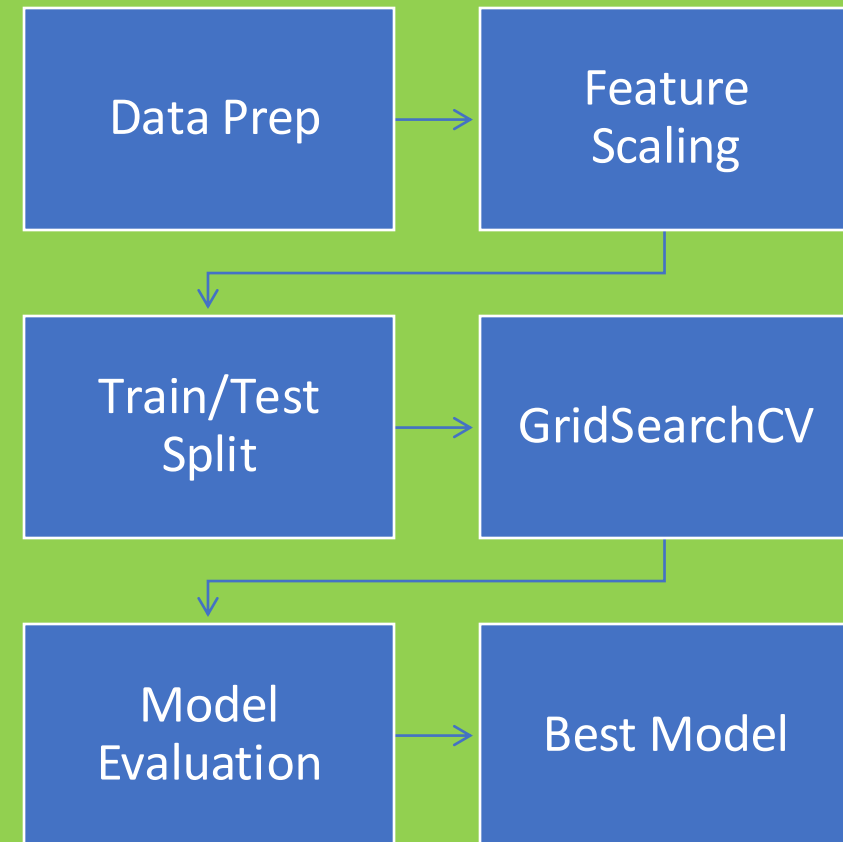 Data Prep
Feature
Scaling
Train/Test
Split
GridSearchCV
Model
Evaluation
Best Model